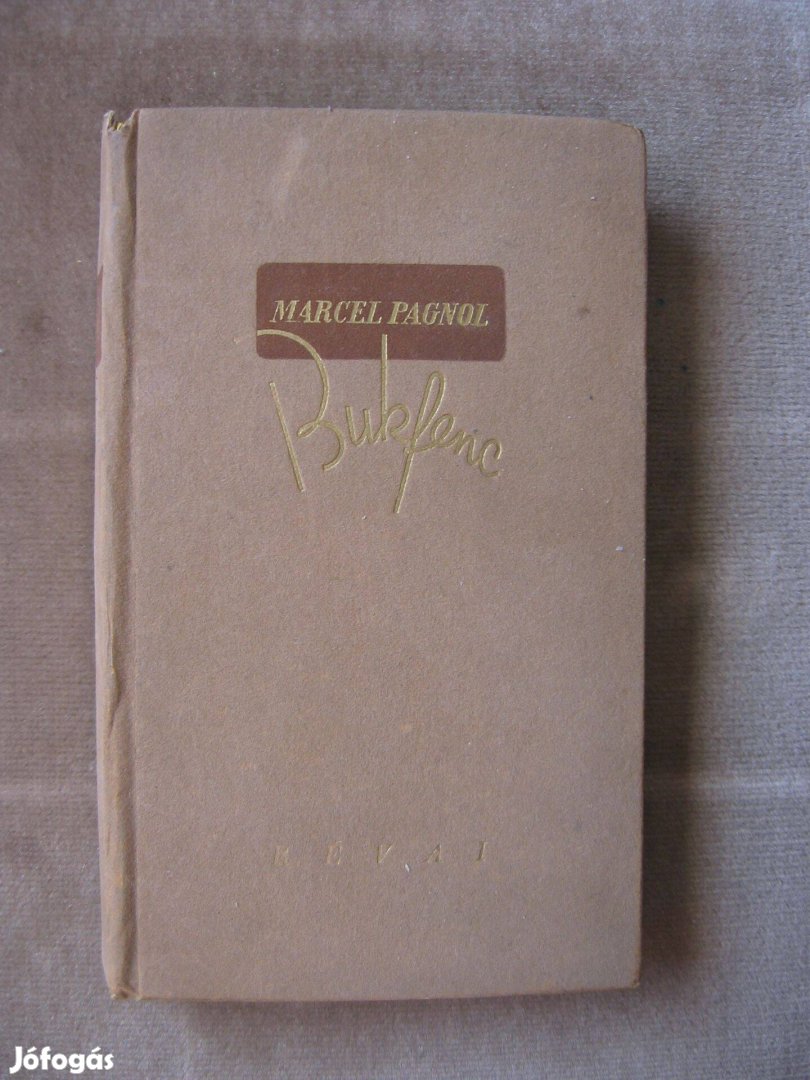 MARCEL PAGNOL
Bukfenc
RÉVAI
Jófogás